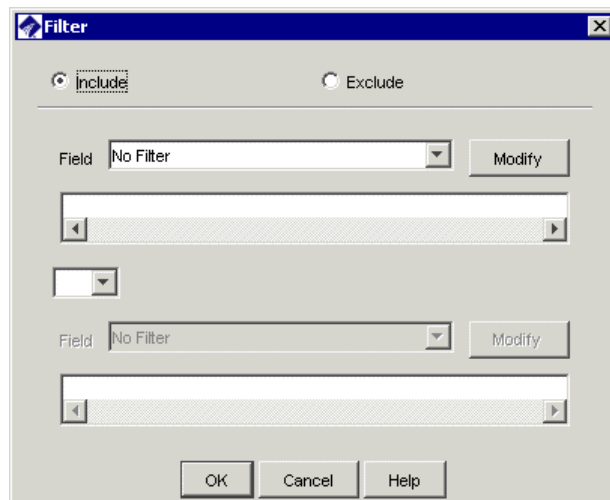 Filter
Include Exclude
Field No Filter Modify
Field No Filter Modify
OK Cancel Help